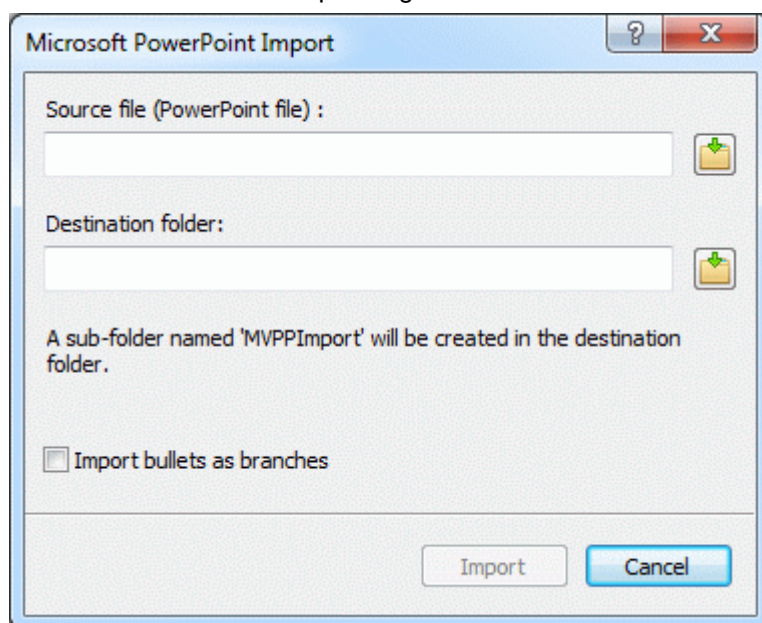 Microsoft PowerPoint Import
Source file (PowerPoint file) :
Destination folder:
A sub-folder named 'MVPPImport' will be created in the destination
folder.
Import bullets as branches
Import
Cancel